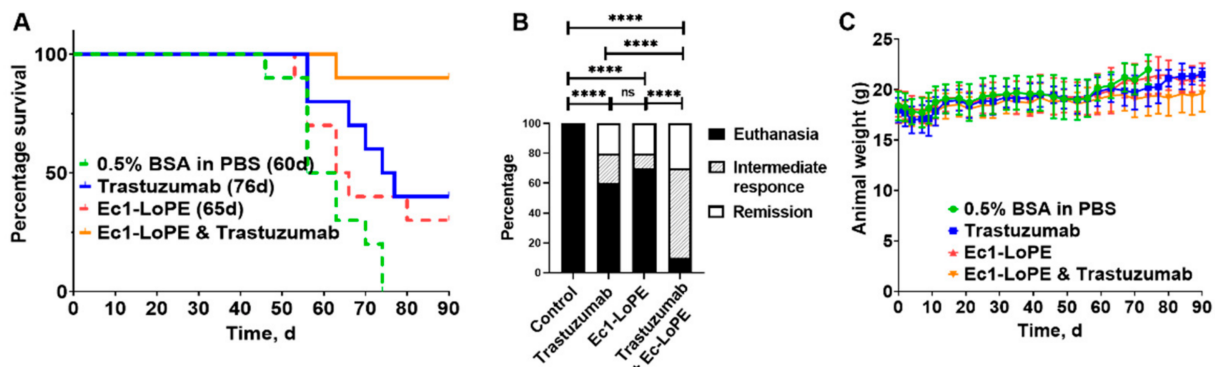 A
Percentage survival
100
50
0
0.5% BSA in PBS (60d)
Trastuzumab (76d)
Ec1-LoPE (65d)
Ec1-LoPE & Trastuzumab
0 10 20 30 40 50 60 70 80 90
Time, d
B
****
****
****
**** ns ****
Percentage
100
80
60
40
20
0
Euthanasia
Intermediate
responce
Remission
Control
Trastuzumab
Ec1-LoPE
Trastuzumab
Ec-LoPE
C
Animal weight (g)
25
20
15
10
5
0
0.5% BSA in PBS
Trastuzumab
Ec1-LoPE
Ec1-LoPE & Trastuzumab
0 10 20 30 40 50 60 70 80 90
Time, d